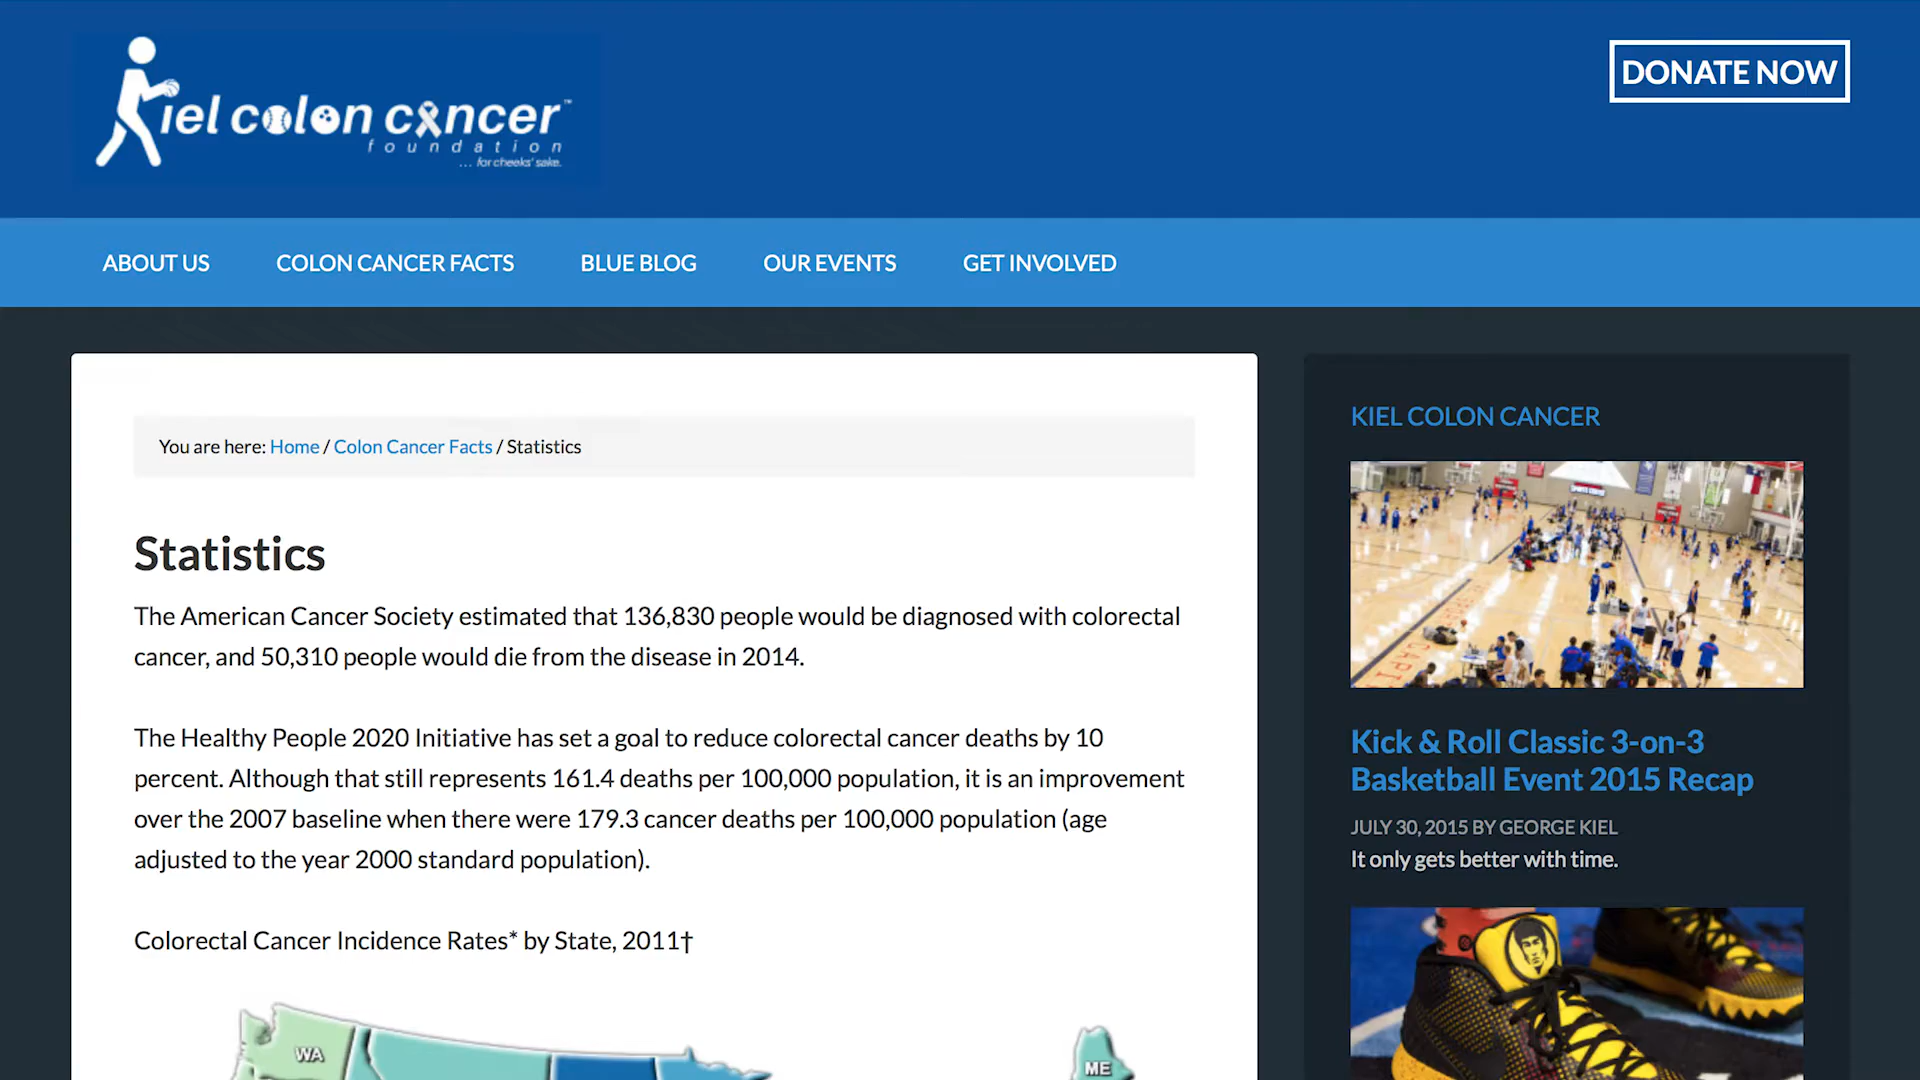 Kiel colon cancer™
foundation
... for cheeks' sake.
DONATE NOW
ABOUT US
COLON CANCER FACTS
BLUE BLOG
OUR EVENTS
GET INVOLVED
You are here: Home / Colon Cancer Facts / Statistics
Statistics
The American Cancer Society estimated that 136,830 people would be diagnosed with colorectal
cancer, and 50,310 people would die from the disease in 2014.
The Healthy People 2020 Initiative has set a goal to reduce colorectal cancer deaths by 10
percent. Although that still represents 161.4 deaths per 100,000 population, it is an improvement
over the 2007 baseline when there were 179.3 cancer deaths per 100,000 population (age
adjusted to the year 2000 standard population).
Colorectal Cancer Incidence Rates* by State, 2011†
WA
ME
KIEL COLON CANCER
Kick & Roll Classic 3-on-3
Basketball Event 2015 Recap
JULY 30, 2015 BY GEORGE KIEL
It only gets better with time.